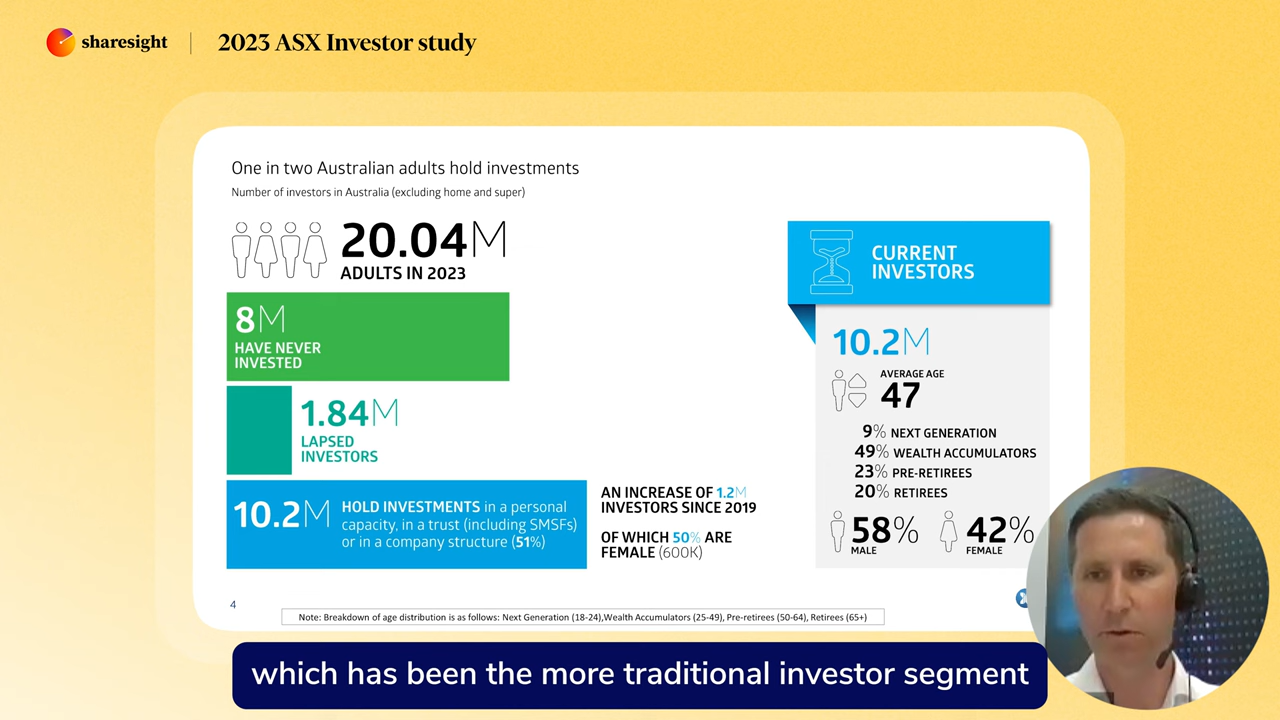 sharesight | 2023 ASX Investor study
One in two Australian adults hold investments
Number of investors in Australia (excluding home and super)
20.04M
ADULTS IN 2023
8M
HAVE NEVER
INVESTED
1.84M
LAPSED
INVESTORS
10.2M
HOLD INVESTMENTS in a personal
capacity, in a trust (including SMSFs)
or in a company structure (51%)
AN INCREASE OF 1.2M
INVESTORS SINCE 2019
OF WHICH 50% ARE
FEMALE (600K)
CURRENT
INVESTORS
10.2M
AVERAGE AGE
47
9% NEXT GENERATION
49% WEALTH ACCUMULATORS
23% PRE-RETIREES
20% RETIREES
58%
MALE
42%
FEMALE
4
Note: Breakdown of age distribution is as follows: Next Generation (18-24),Wealth Accumulators (25-49), Pre-retirees (50-64), Retirees (65+)
which has been the more traditional investor segment